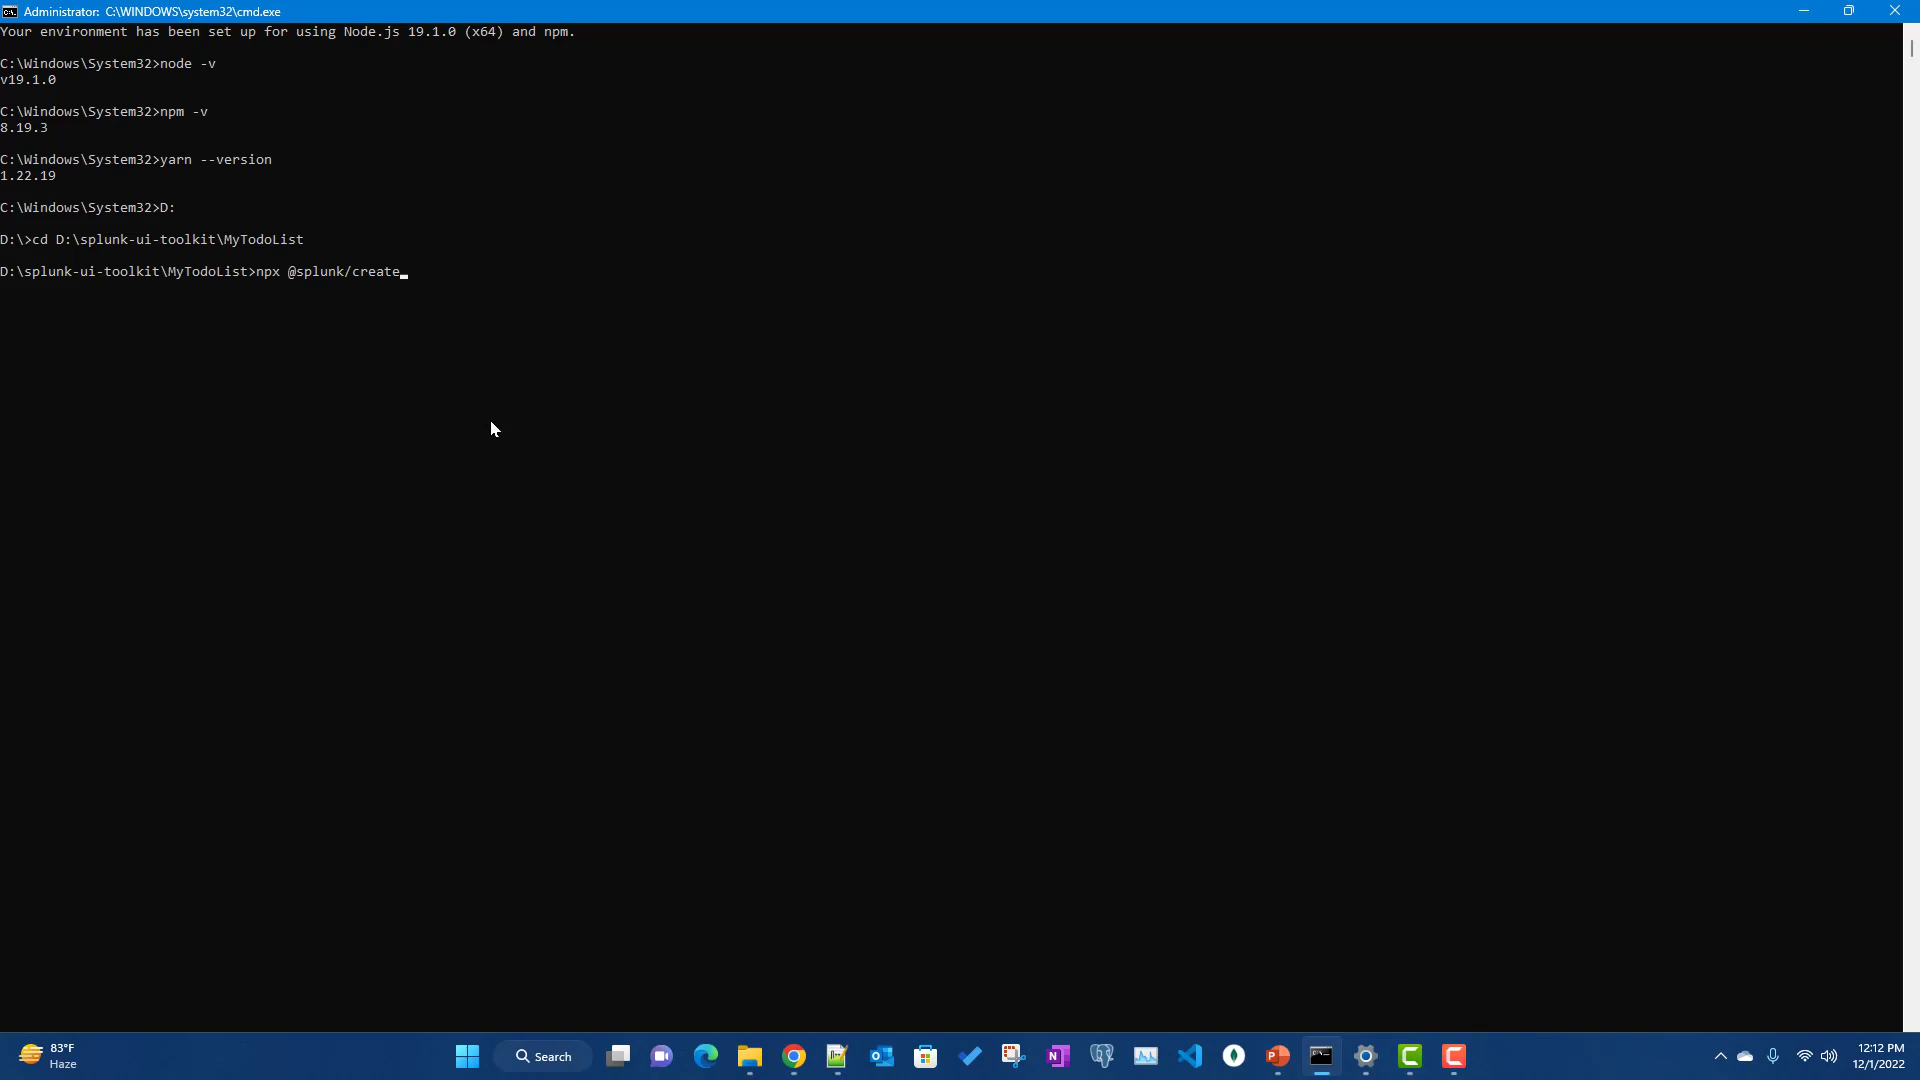 Administrator: C:\WINDOWS\system32\cmd.exe
Your environment has been set up for using Node.js 19.1.0 (x64) and npm.
C:\Windows\System32>node -v
v19.1.0
C:\Windows\System32>npm -v
8.19.3
C:\Windows\System32>yarn --version
1.22.19
C:\Windows\System32>D:
D:\>cd D:\splunk-ui-toolkit\MyTodoList
D:\splunk-ui-toolkit\MyTodoList>npx @splunk/create
83°F
Haze
Search
12:12 PM
12/1/2022